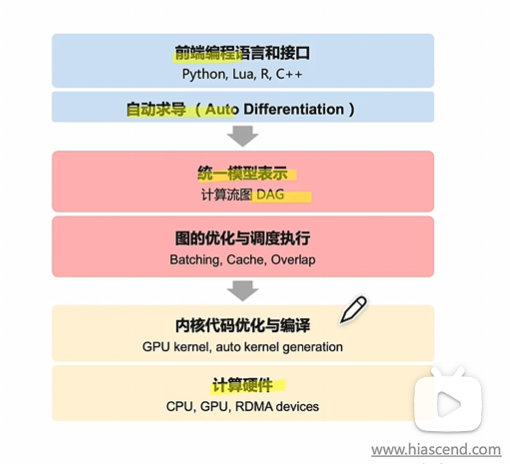 前端编程语言和接口
Python, Lua, R, C++
自动求导 （ Auto Differentiation ）
统一模型表示
计算流图 DAG
图的优化与调度执行
Batching, Cache, Overlap
内核代码优化与编译
GPU kernel, auto kernel generation
计算硬件
CPU, GPU, RDMA devices
www.hiascend.com